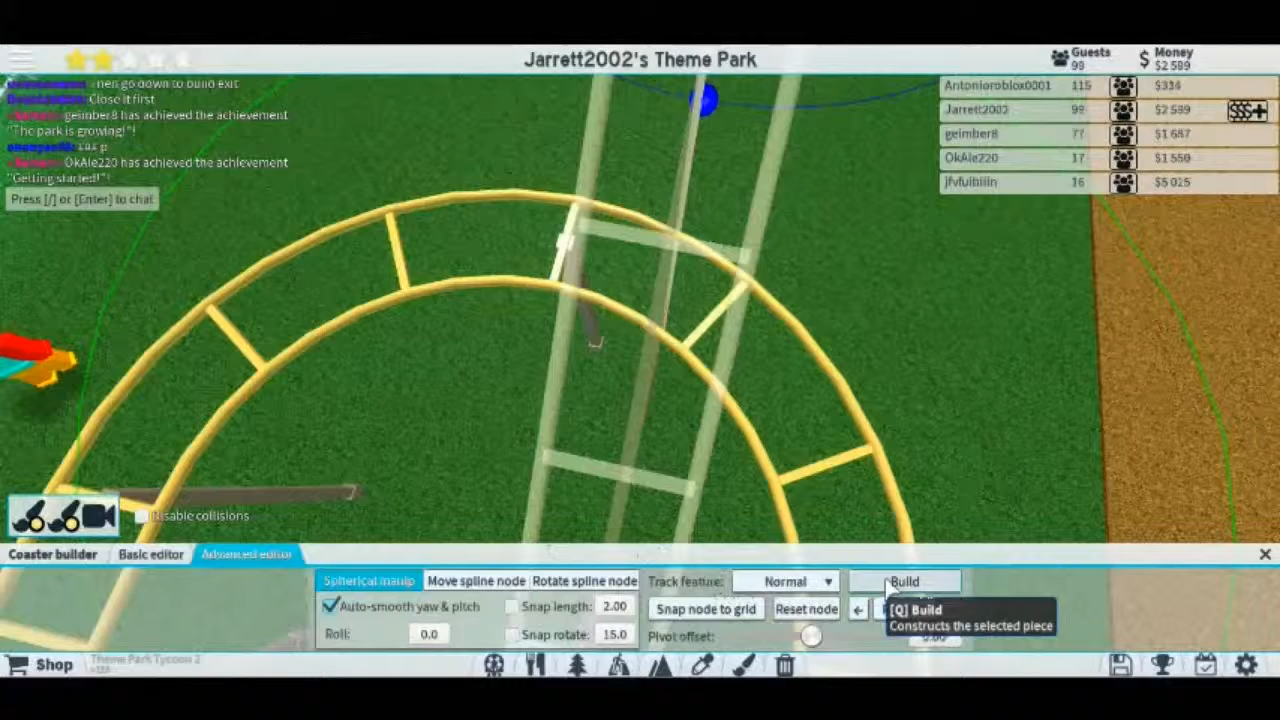 Jarrett2002's Theme Park
Guests
99
Money
$2 599
then go down to build exit
Close it first
geimber8 has achieved the achievement
"The park is growing!"!
OkAle220 has achieved the achievement
"Getting started!"!
Press [/] or [Enter] to chat
Antonioroblox0001 115 $334
Jarrett2002 99 $2 599 $$$+
geimber8 77 $1 687
OkAle220 17 $1 550
jfvfuibiiin 16 $5 025
Disable collisions
Coaster builder Basic editor Advanced editor
Spherical manip Move spline node Rotate spline node Track feature: Normal Build
Auto-smooth yaw & pitch Snap length: 2.00 Snap node to grid Reset node
Roll: 0.0 Snap rotate: 15.0 Pivot offset: 0.00
[Q] Build
Constructs the selected piece
Shop
Theme Park Tycoon 2